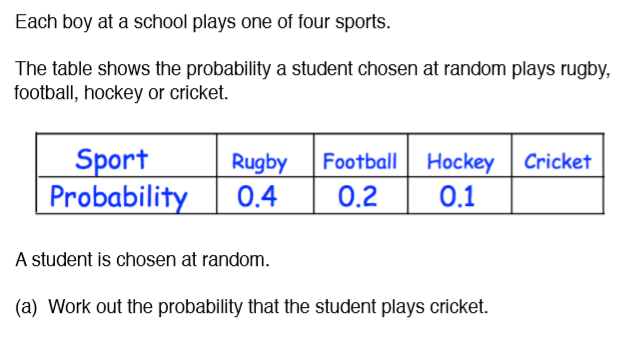 Each boy at a school plays one of four sports.
The table shows the probability a student chosen at random plays rugby,
football, hockey or cricket.
Sport Rugby Football Hockey Cricket
Probability 0.4 0.2 0.1
A student is chosen at random.
(a) Work out the probability that the student plays cricket.